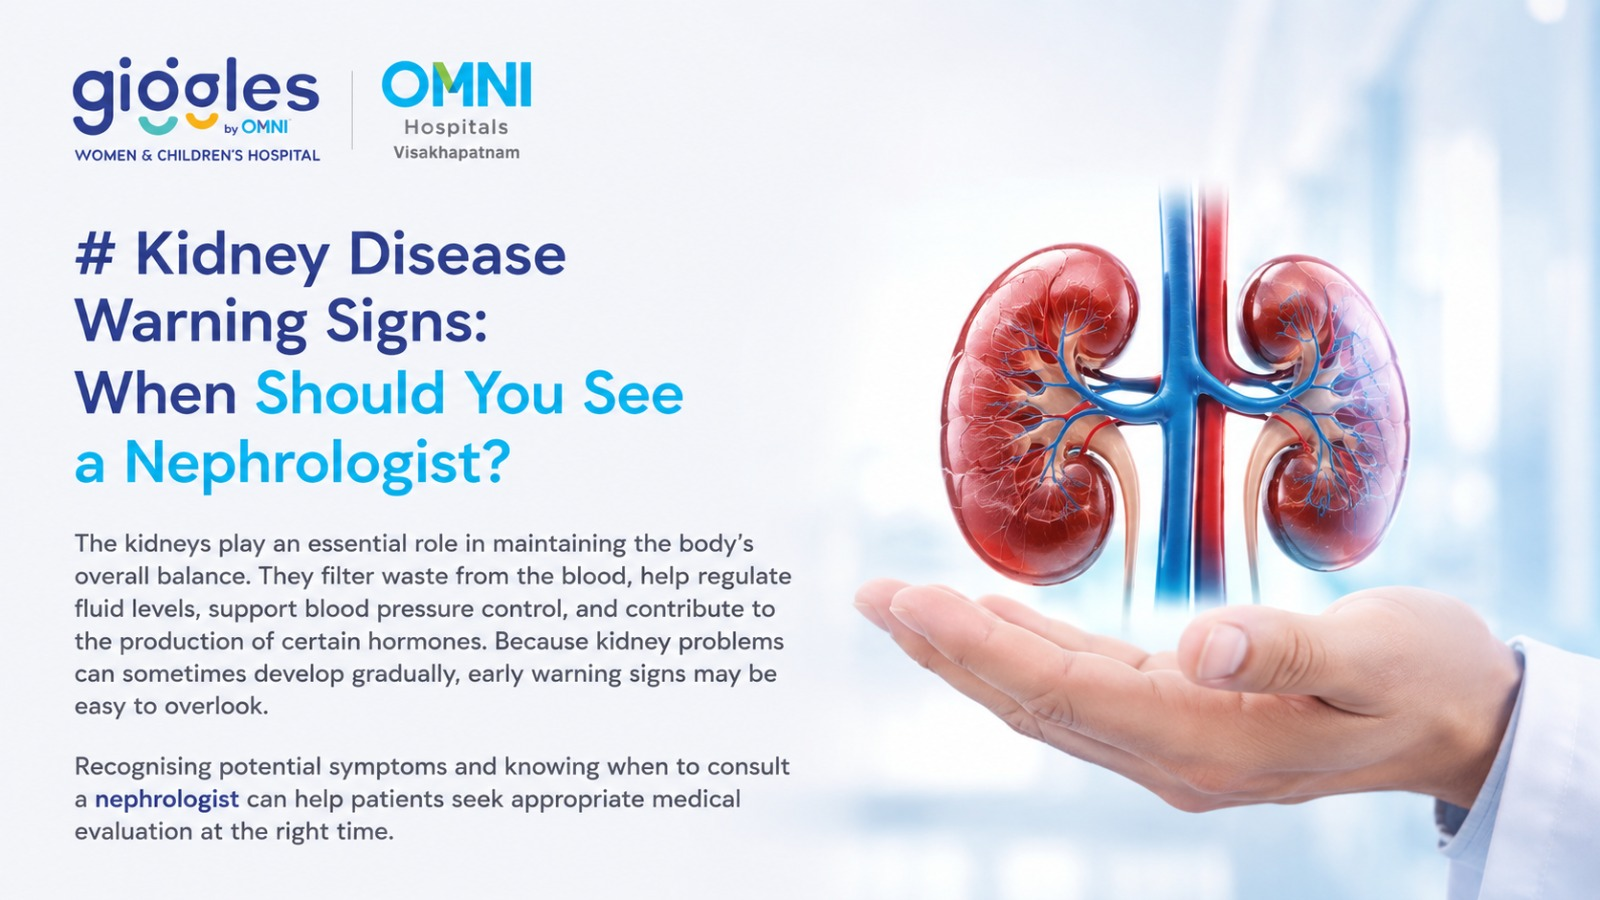 giggles
by OMNI
WOMEN & CHILDREN'S HOSPITAL
OMNI
Hospitals
Visakhapatnam
# Kidney Disease
Warning Signs:
When Should You See
a Nephrologist?
The kidneys play an essential role in maintaining the body's
overall balance. They filter waste from the blood, help regulate
fluid levels, support blood pressure control, and contribute to
the production of certain hormones. Because kidney problems
can sometimes develop gradually, early warning signs may be
easy to overlook.
Recognising potential symptoms and knowing when to consult
a nephrologist can help patients seek appropriate medical
evaluation at the right time.